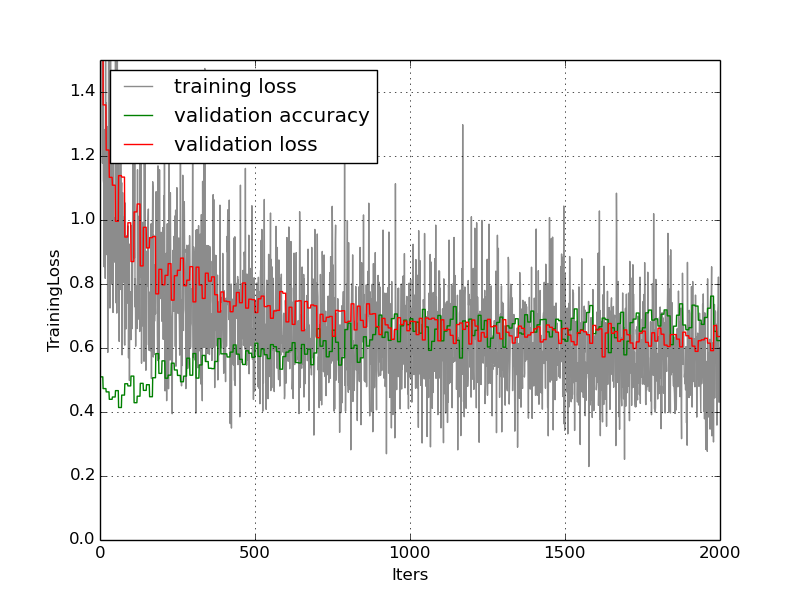 training loss
validation accuracy
validation loss
1.4
1.2
1.0
0.8
0.6
0.4
0.2
0.0
TrainingLoss
0 500 1000 1500 2000
Iters